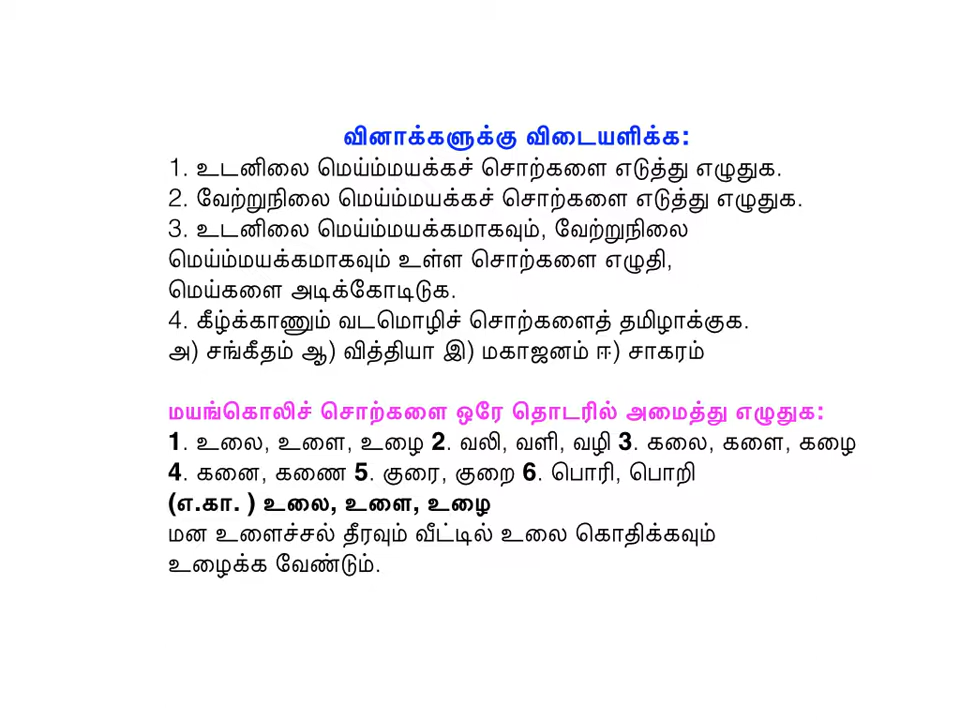 வினாக்களுக்கு விடையளிக்க:
1. உடனிலை மெய்ம்மயக்கச் சொற்களை எடுத்து எழுதுக.
2. வேற்றுநிலை மெய்ம்மயக்கச் சொற்களை எடுத்து எழுதுக.
3. உடனிலை மெய்ம்மயக்கமாகவும், வேற்றுநிலை
மெய்ம்மயக்கமாகவும் உள்ள சொற்களை எழுதி,
மெய்களை அடிக்கோடிடுக.
4. கீழ்க்காணும் வடமொழிச் சொற்களைத் தமிழாக்குக.
அ) சங்கீதம் ஆ) வித்தியா இ) மகாஜனம் ஈ) சாகரம்
மயங்கொலிச் சொற்களை ஒரே தொடரில் அமைத்து எழுதுக:
1. உலை, உளை, உழை 2. வலி, வளி, வழி 3. கலை, களை, கழை
4. கனை, கணை 5. குரை, குறை 6. பொரி, பொறி
(எ.கா. ) உலை, உளை, உழை
மன உளைச்சல் தீரவும் வீட்டில் உலை கொதிக்கவும்
உழைக்க வேண்டும்.